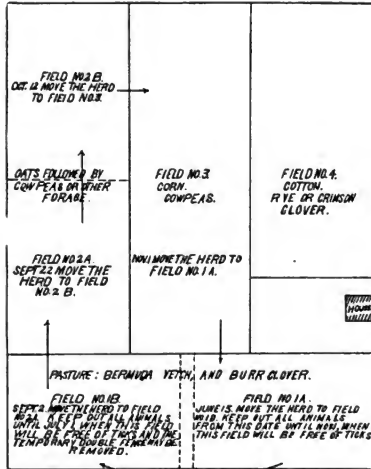 FIELD NO.2 B.
OCT. 12 MOVE THE HERD
TO FIELD NO.3.
OATS FOLLOWED BY
COWPEAS OR OTHER
FORAGE.
FIELD NO.2 A.
SEPT 22 MOVE THE
HERD TO FIELD
NO.2 B.
FIELD NO.3.
CORN.
COWPEAS.
NOV.1 MOVE THE HERD TO
FIELD NO. 1 A.
FIELD NO.4.
COTTON.
RYE OR CRIMSON
CLOVER.
HOUSE
PASTURE: BERMUDA VETCH, AND BURR CLOVER.
FIELD NO.1B.
SEPT.2. MOVE THE HERD TO FIELD
NO.2A. KEEP OUT ALL ANIMALS
UNTIL JULY 1, WHEN THIS FIELD
WILL BE FREE OF TICKS AND THE
TEMPORARY DOUBLE FENCE MAY BE
REMOVED.
FIELD NO.1A.
JUNE 15. MOVE THE HERD TO FIELD
NO.1B. KEEP OUT ALL ANIMALS
FROM THIS DATE UNTIL NOV.1, WHEN
THIS FIELD WILL BE FREE OF TICKS